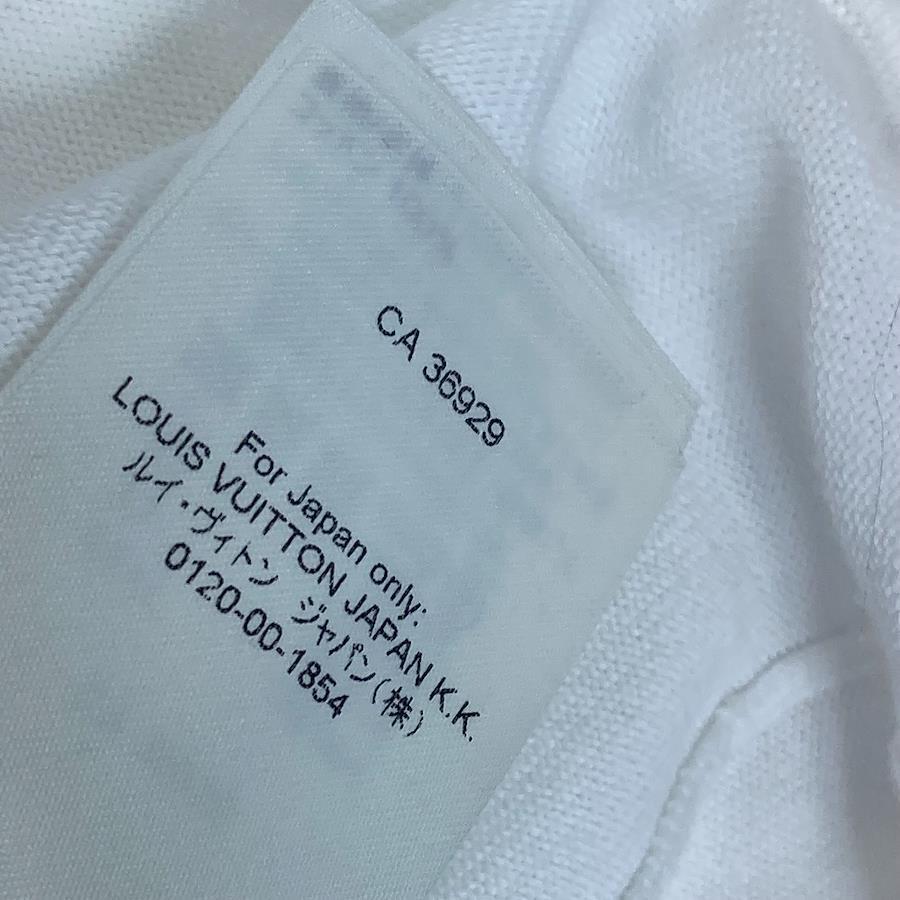 CA 36929
For Japan only:
LOUIS VUITTON JAPAN K.K.
ルイ・ヴィトン ジャパン(株)
0120-00-1854